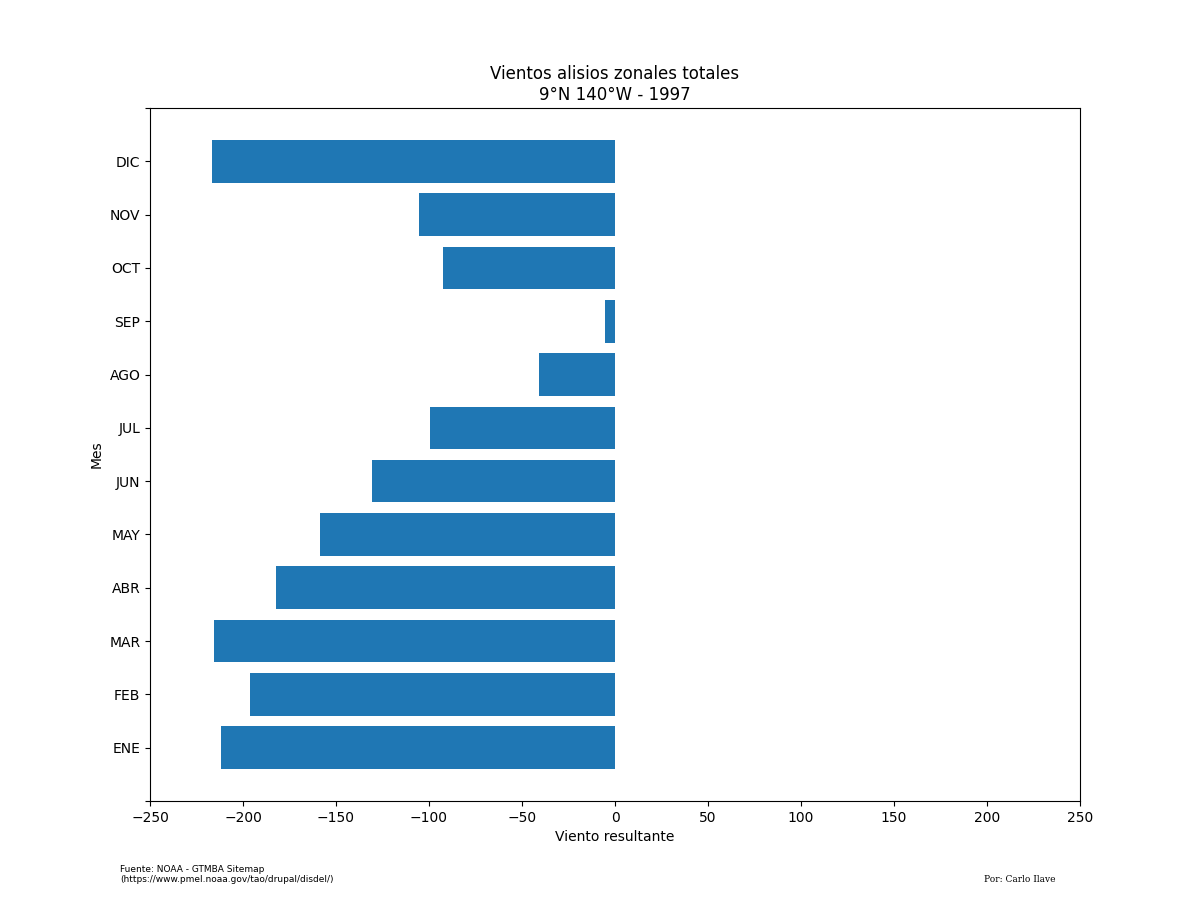 Vientos alisios zonales totales
9°N 140°W - 1997
DIC
NOV
OCT
SEP
AGO
JUL
JUN
MAY
ABR
MAR
FEB
ENE
Mes
−250 −200 −150 −100 −50 0 50 100 150 200 250
Viento resultante
Fuente: NOAA - GTMBA Sitemap
(https://www.pmel.noaa.gov/tao/drupal/disdel/)
Por: Carlo Ilave